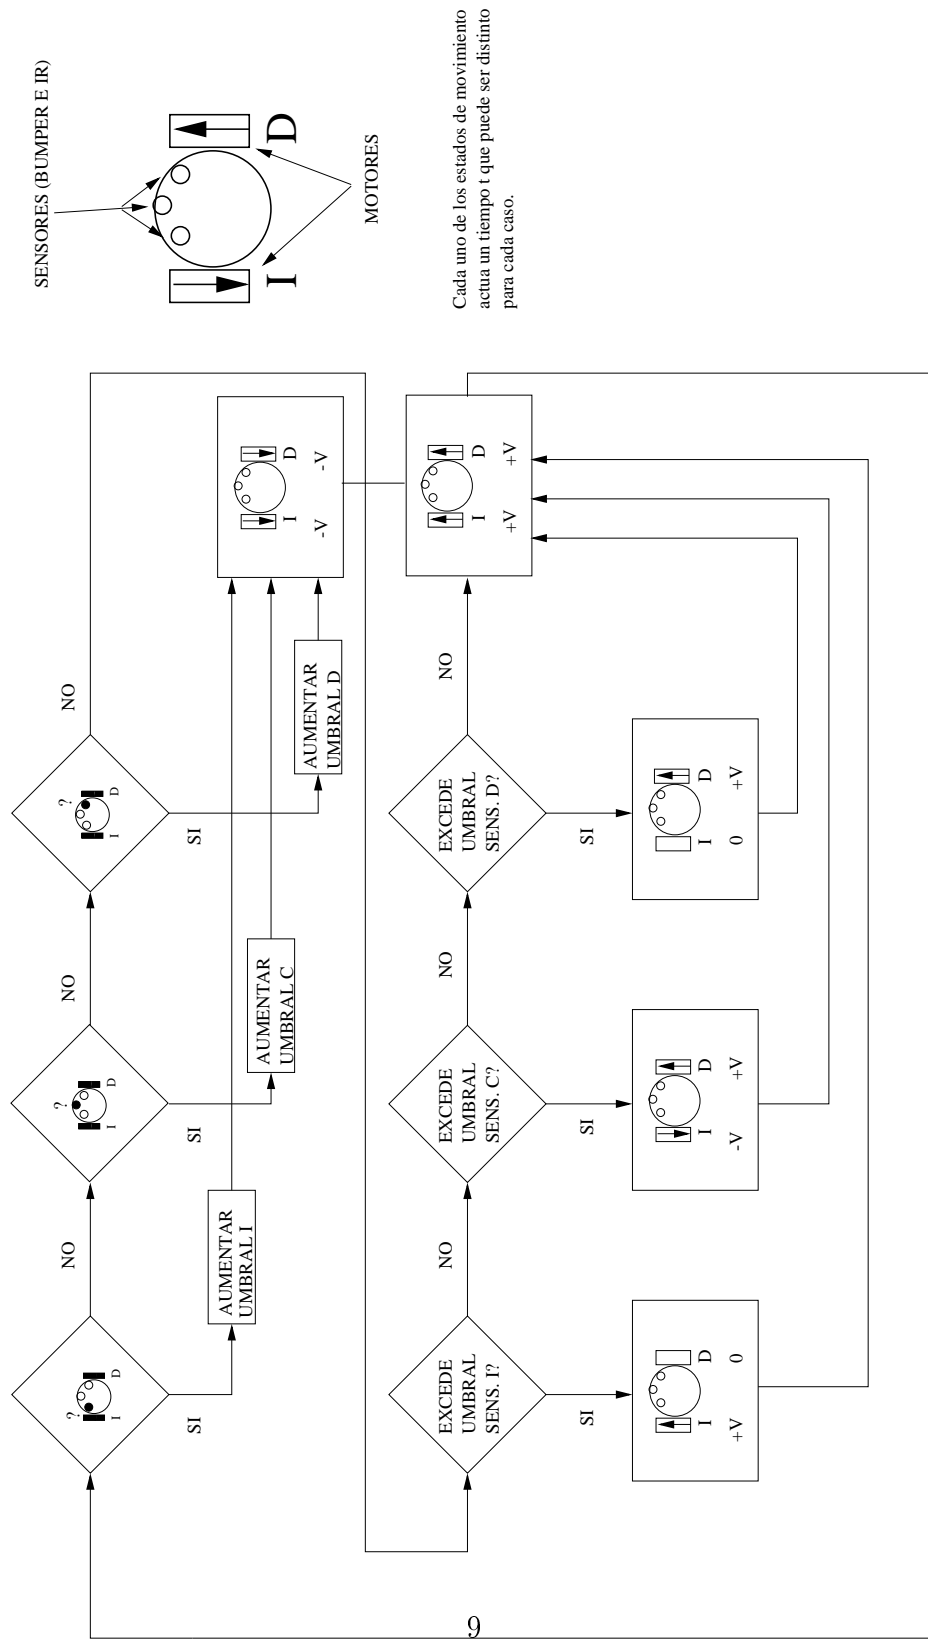 ?
I
D
NO
SI
?
I
D
NO
SI
?
I
D
NO
SI
AUMENTAR
UMBRAL I
AUMENTAR
UMBRAL C
AUMENTAR
UMBRAL D
I
D
-V
-V
EXCEDE
UMBRAL
SENS. I?
NO
SI
EXCEDE
UMBRAL
SENS. C?
NO
SI
EXCEDE
UMBRAL
SENS. D?
NO
SI
I
D
+V
+V
I
D
+V
0
I
D
-V
+V
I
D
0
+V
SENSORES (BUMPER E IR)
I
D
MOTORES
Cada uno de los estados de movimiento
actua un tiempo t que puede ser distinto
para cada caso.
9